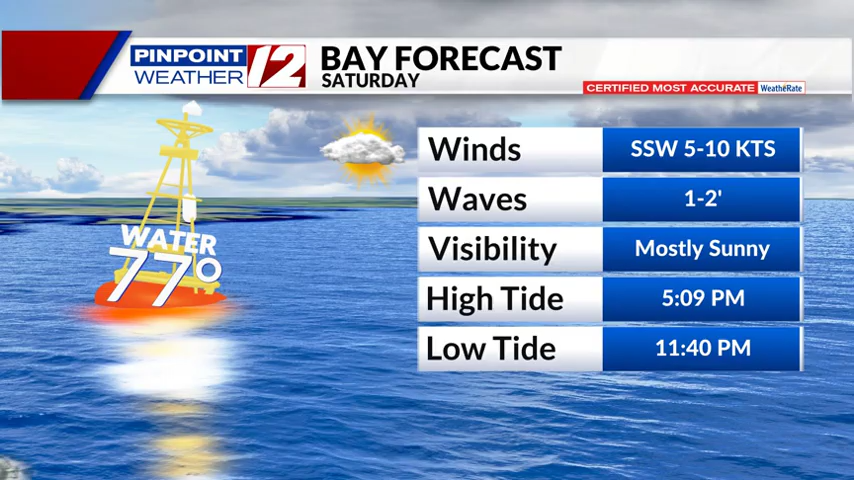 PINPOINT
WEATHER 12
BAY FORECAST
SATURDAY
CERTIFIED MOST ACCURATE WeatheRate
WATER
77°
Winds SSW 5-10 KTS
Waves 1-2'
Visibility Mostly Sunny
High Tide 5:09 PM
Low Tide 11:40 PM